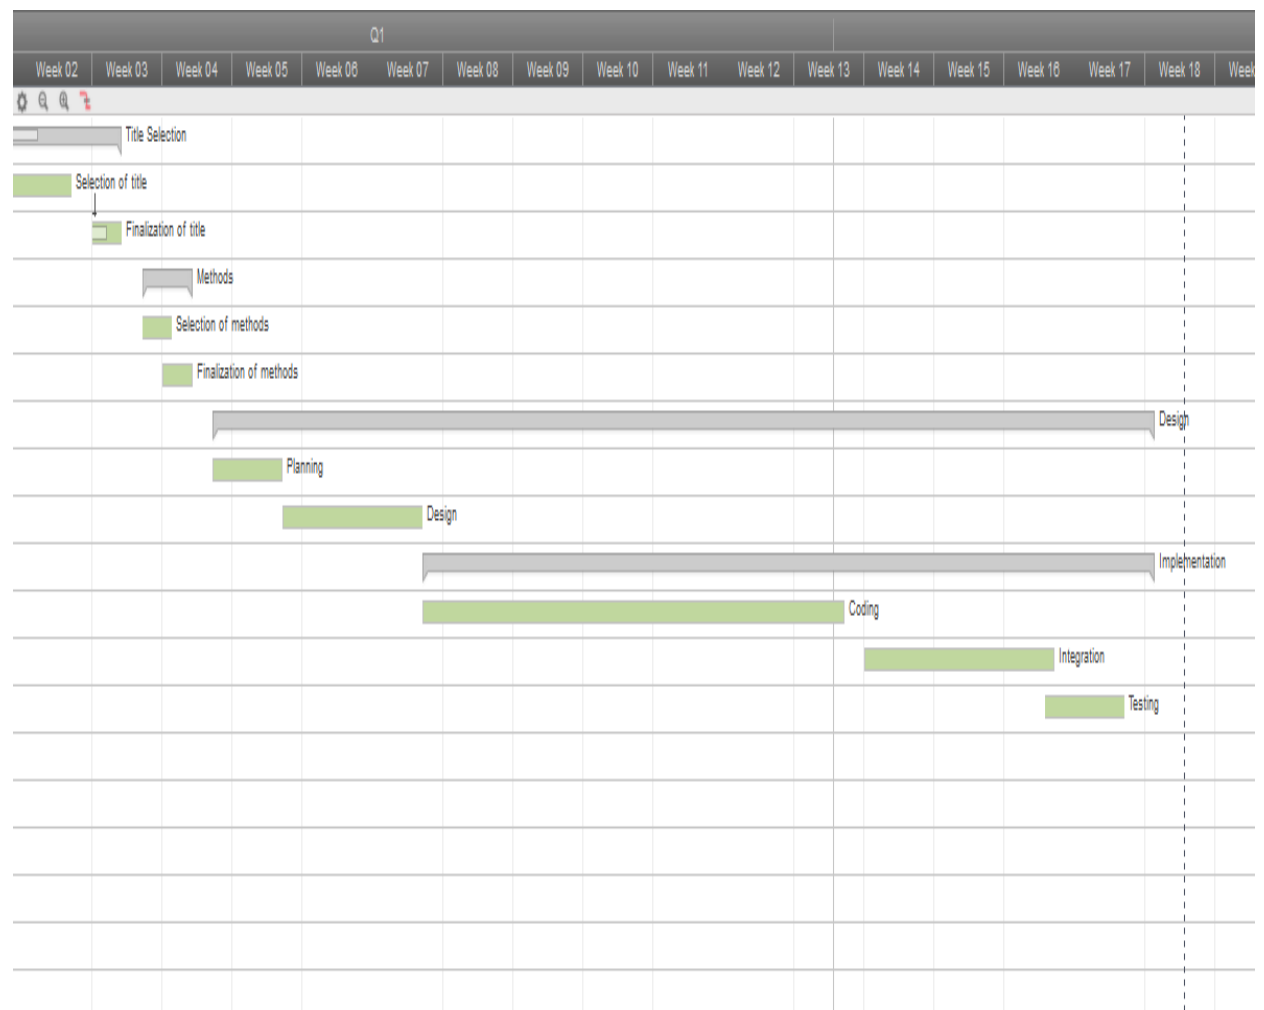 Q1
Week 02 Week 03 Week 04 Week 05 Week 06 Week 07 Week 08 Week 09 Week 10 Week 11 Week 12 Week 13 Week 14 Week 15 Week 16 Week 17 Week 18 Week
Title Selection
Selection of title
Finalization of title
Methods
Selection of methods
Finalization of methods
Design
Planning
Design
Implementation
Coding
Integration
Testing